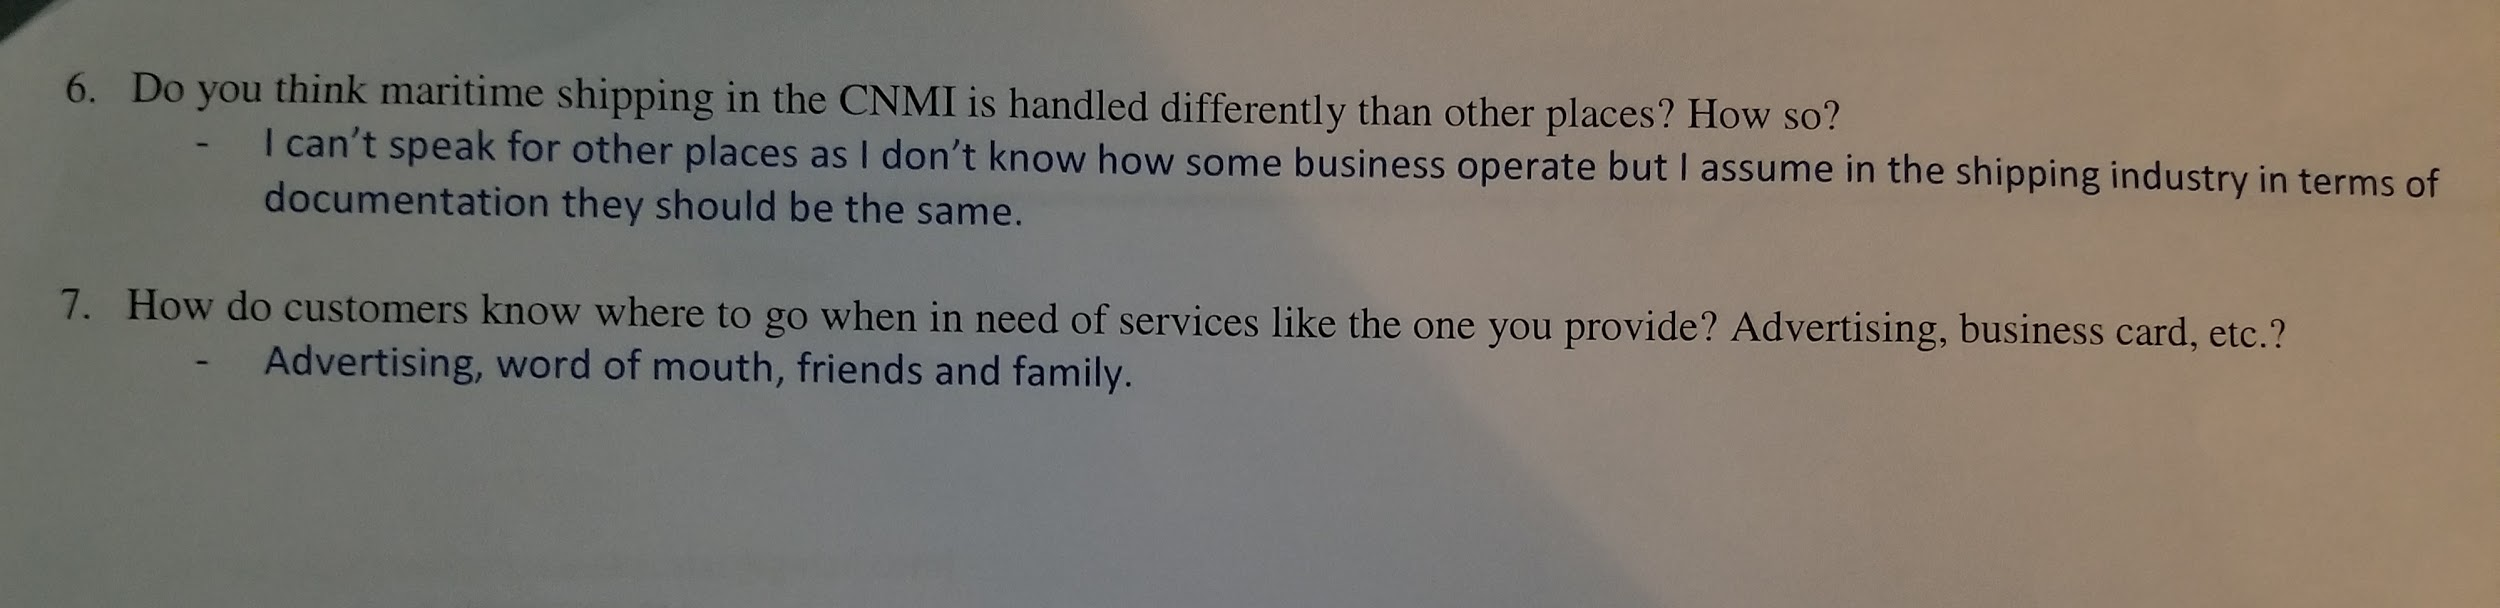 6. Do you think maritime shipping in the CNMI is handled differently than other places? How so?
- I can't speak for other places as I don't know how some business operate but I assume in the shipping industry in terms of
documentation they should be the same.
7. How do customers know where to go when in need of services like the one you provide? Advertising, business card, etc.?
- Advertising, word of mouth, friends and family.